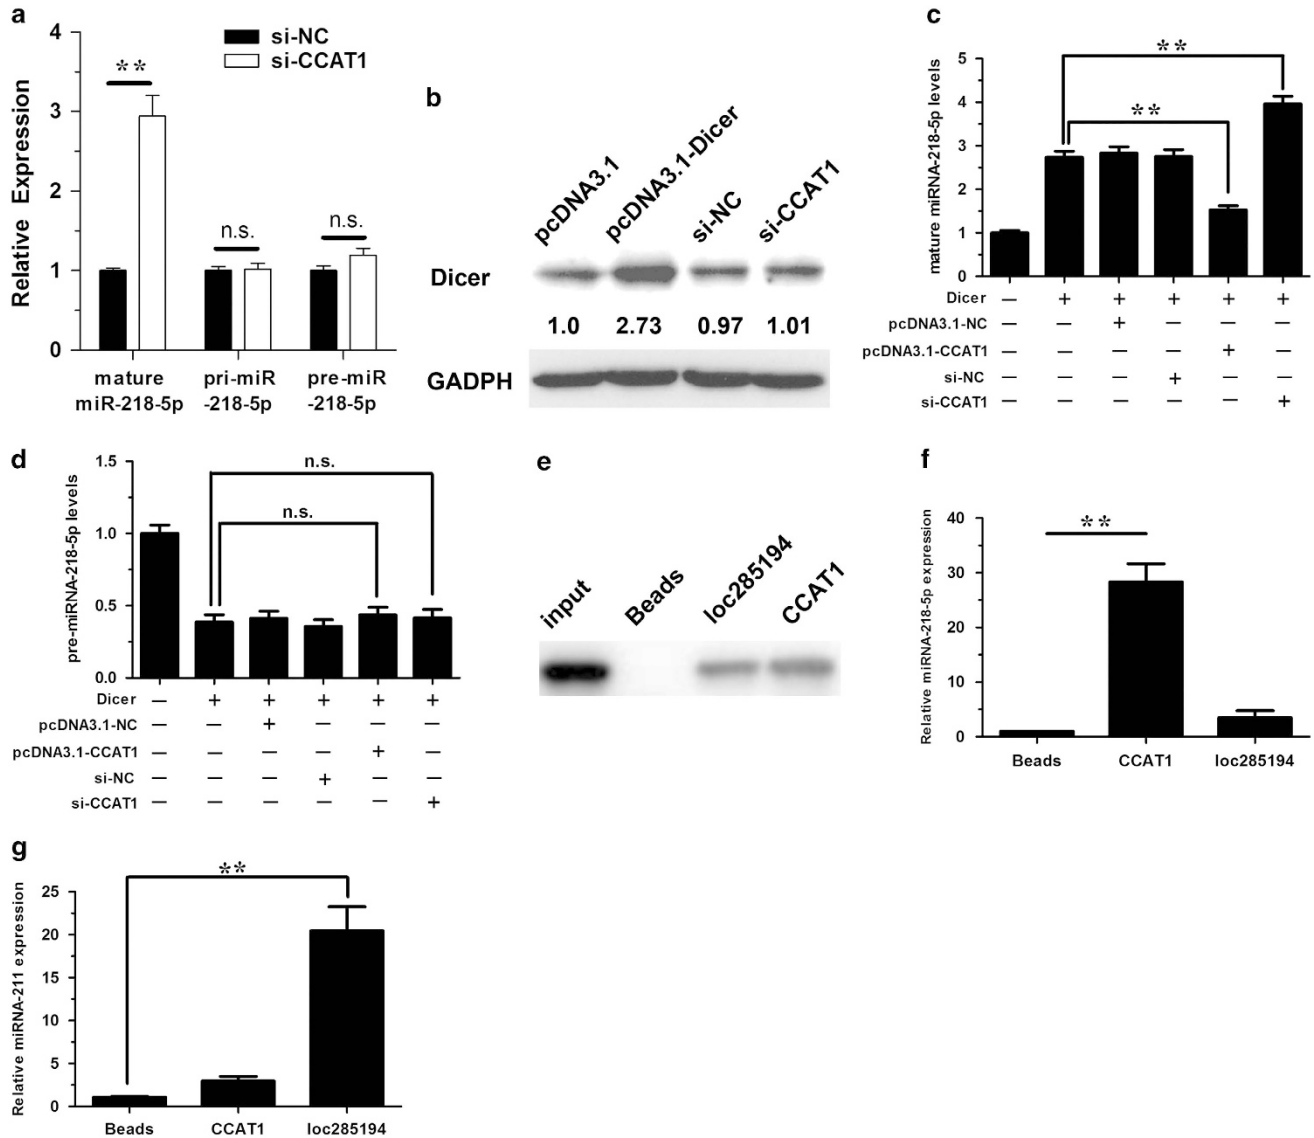 a
4
3
2
1
0
Relative Expression
si-NC
si-CCAT1
**
n.s.
n.s.
mature
miR-218-5p
pri-miR
-218-5p
pre-miR
-218-5p
b
pcDNA3.1
pcDNA3.1-Dicer
si-NC
si-CCAT1
Dicer
1.0 2.73 0.97 1.01
GADPH
c
mature miRNA-218-5p levels
5
4
3
2
1
0
**
**
Dicer — + + + + +
pcDNA3.1-NC — — + — — —
pcDNA3.1-CCAT1 — — — — + —
si-NC — — — + — —
si-CCAT1 — — — — — +
d
pre-miRNA-218-5p levels
1.5
1.0
0.5
0.0
n.s.
n.s.
Dicer — + + + + +
pcDNA3.1-NC — — + — — —
pcDNA3.1-CCAT1 — — — — + —
si-NC — — — + — —
si-CCAT1 — — — — — +
e
input
Beads
loc285194
CCAT1
f
Relative miRNA-218-5p expression
40
30
20
10
0
**
Beads CCAT1 loc285194
g
Relative miRNA-211 expression
25
20
15
10
5
0
**
Beads CCAT1 loc285194